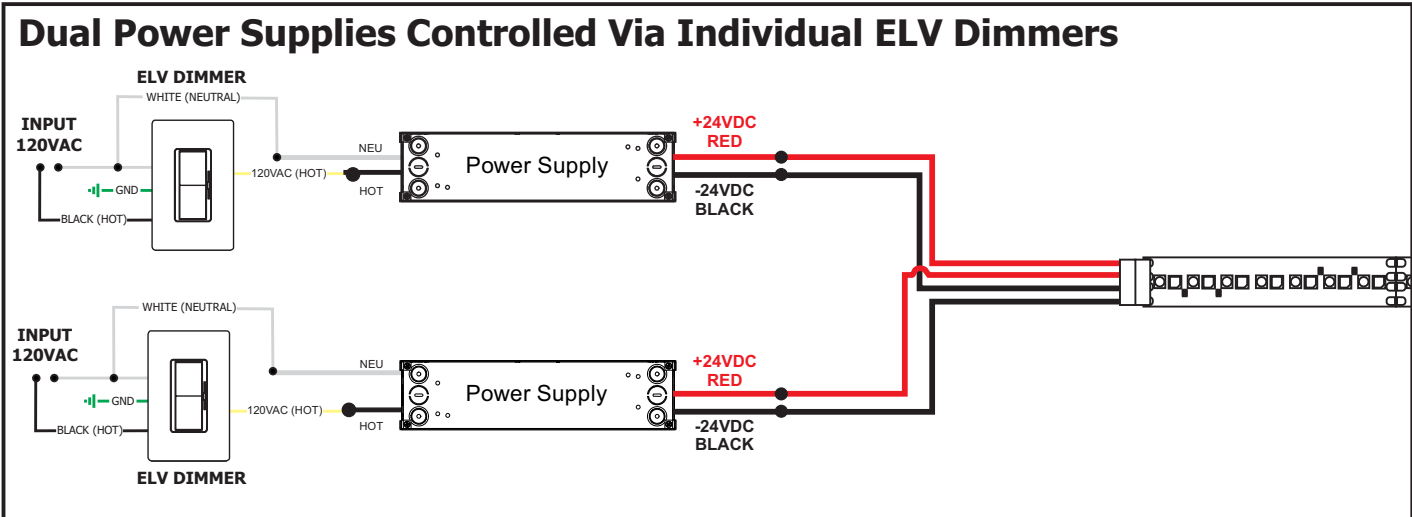 Dual Power Supplies Controlled Via Individual ELV Dimmers
ELV DIMMER
WHITE (NEUTRAL)
INPUT
120VAC
GND
BLACK (HOT)
120VAC (HOT)
NEU
HOT
Power Supply
+24VDC
RED
-24VDC
BLACK
WHITE (NEUTRAL)
INPUT
120VAC
GND
BLACK (HOT)
ELV DIMMER
120VAC (HOT)
NEU
HOT
Power Supply
+24VDC
RED
-24VDC
BLACK